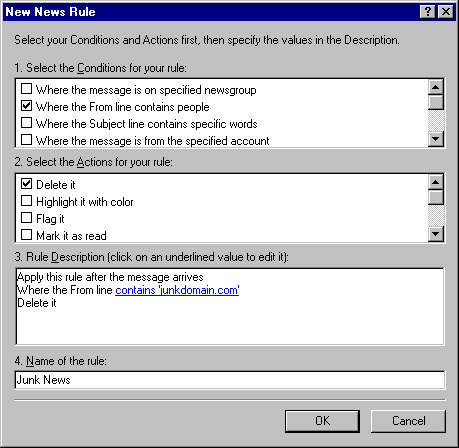 New News Rule
Select your Conditions and Actions first, then specify the values in the Description.
1. Select the Conditions for your rule:
Where the message is on specified newsgroup
Where the From line contains people
Where the Subject line contains specific words
Where the message is from the specified account
2. Select the Actions for your rule:
Delete it
Highlight it with color
Flag it
Mark it as read
3. Rule Description (click on an underlined value to edit it):
Apply this rule after the message arrives
Where the From line contains 'junkdomain.com'
Delete it
4. Name of the rule:
Junk News
OK Cancel